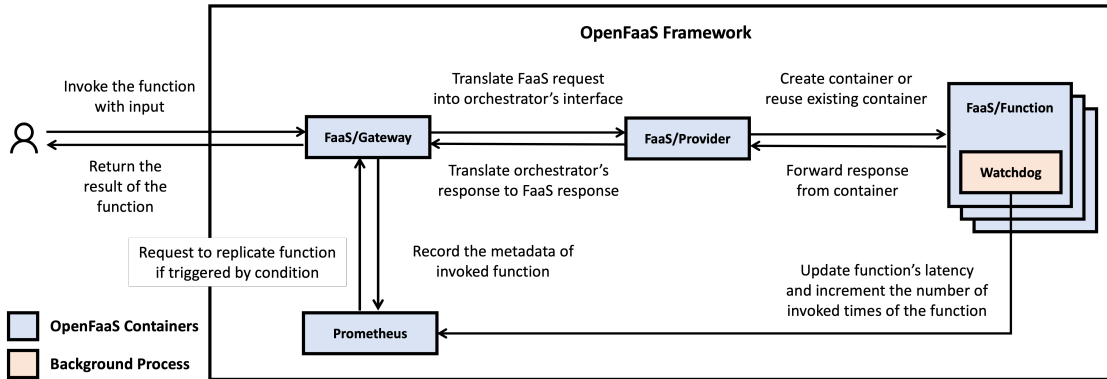 OpenFaaS Framework
Invoke the function
with input
Translate FaaS request
into orchestrator’s interface
Create container or
reuse existing container
FaaS/Gateway
FaaS/Provider
FaaS/Function
Watchdog
Return the
result of the
function
Translate orchestrator’s
response to FaaS response
Forward response
from container
Request to replicate function
if triggered by condition
Record the metadata of
invoked function
Update function’s latency
and increment the number of
invoked times of the function
Prometheus
OpenFaaS Containers
Background Process